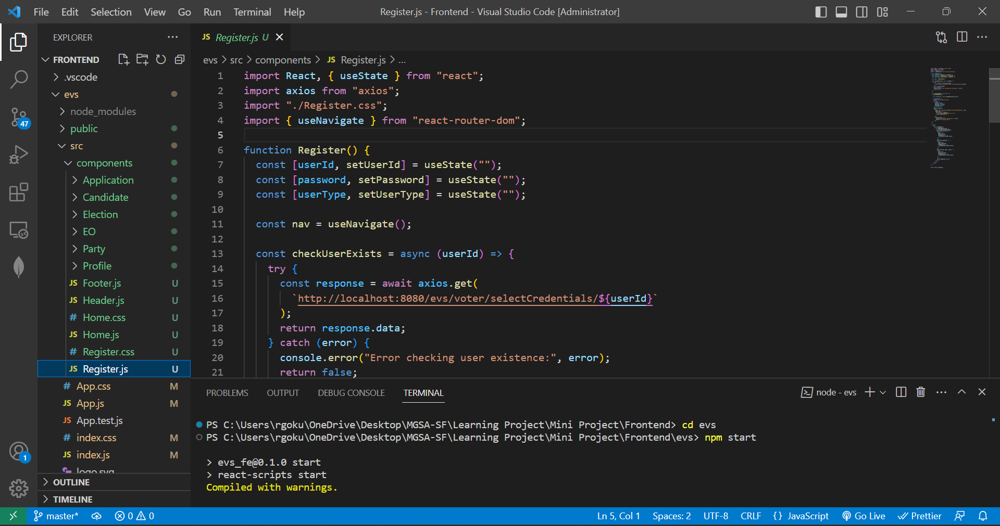 File Edit Selection View Go Run Terminal Help
Register.js - Frontend - Visual Studio Code [Administrator]
EXPLORER
FRONTEND
.vscode
evs
node_modules
public
src
components
Application
Candidate
Election
EO
Party
Profile
JS Footer.js U
JS Header.js U
# Home.css U
JS Home.js U
# Register.css U
JS Register.js U
# App.css M
JS App.js M
JS App.test.js
# index.css M
JS index.js M
logo.svg
OUTLINE
TIMELINE
47
1
JS Register.js U
evs > src > components > JS Register.js > ...
1 import React, { useState } from "react";
2 import axios from "axios";
3 import "./Register.css";
4 import { useNavigate } from "react-router-dom";
5
6 function Register() {
7 const [userId, setUserId] = useState("");
8 const [password, setPassword] = useState("");
9 const [userType, setUserType] = useState("");
10
11 const nav = useNavigate();
12
13 const checkUserExists = async (userId) => {
14 try {
15 const response = await axios.get(
16 `http://localhost:8080/evs/voter/selectCredentials/${userId}`
17 );
18 return response.data;
19 } catch (error) {
20 console.error("Error checking user existence:", error);
21 return false;
PROBLEMS OUTPUT DEBUG CONSOLE TERMINAL
node - evs
PS C:\Users\rgoku\OneDrive\Desktop\MGSA-SF\Learning Project\Mini Project\Frontend> cd evs
PS C:\Users\rgoku\OneDrive\Desktop\MGSA-SF\Learning Project\Mini Project\Frontend\evs> npm start
> evs_fe@0.1.0 start
> react-scripts start
Compiled with warnings.
master* 0 0
Ln 5, Col 1 Spaces: 2 UTF-8 CRLF {} JavaScript Go Live Prettier